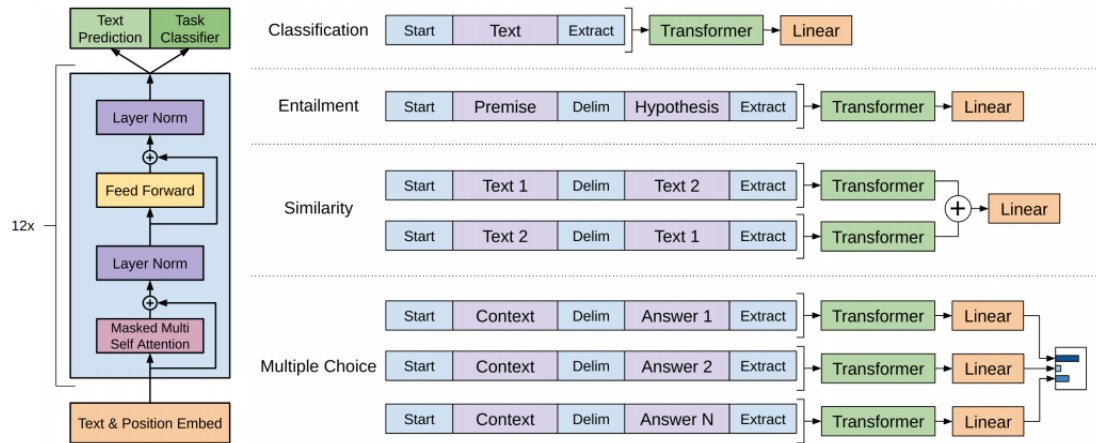 Text Prediction
Task Classifier
12x
Layer Norm
Feed Forward
Layer Norm
Masked Multi
Self Attention
Text & Position Embed
Classification
Start Text Extract Transformer Linear
Entailment
Start Premise Delim Hypothesis Extract Transformer Linear
Similarity
Start Text 1 Delim Text 2 Extract Transformer
Start Text 2 Delim Text 1 Extract Transformer
Linear
Multiple Choice
Start Context Delim Answer 1 Extract Transformer Linear
Start Context Delim Answer 2 Extract Transformer Linear
Start Context Delim Answer N Extract Transformer Linear